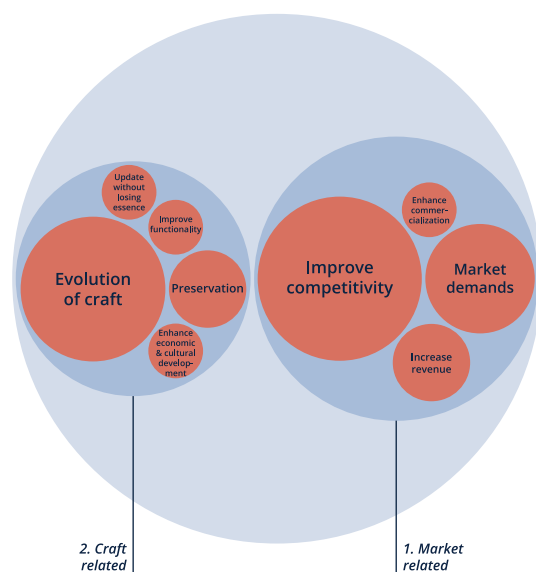 Update
without
losing
essence
Improve
functionality
Evolution
of craft
Preservation
Enhance
economic
& cultural
develop-
ment
Enhance
commer-
cialization
Improve
competitivity
Market
demands
Increase
revenue
2. Craft
related
1. Market
related